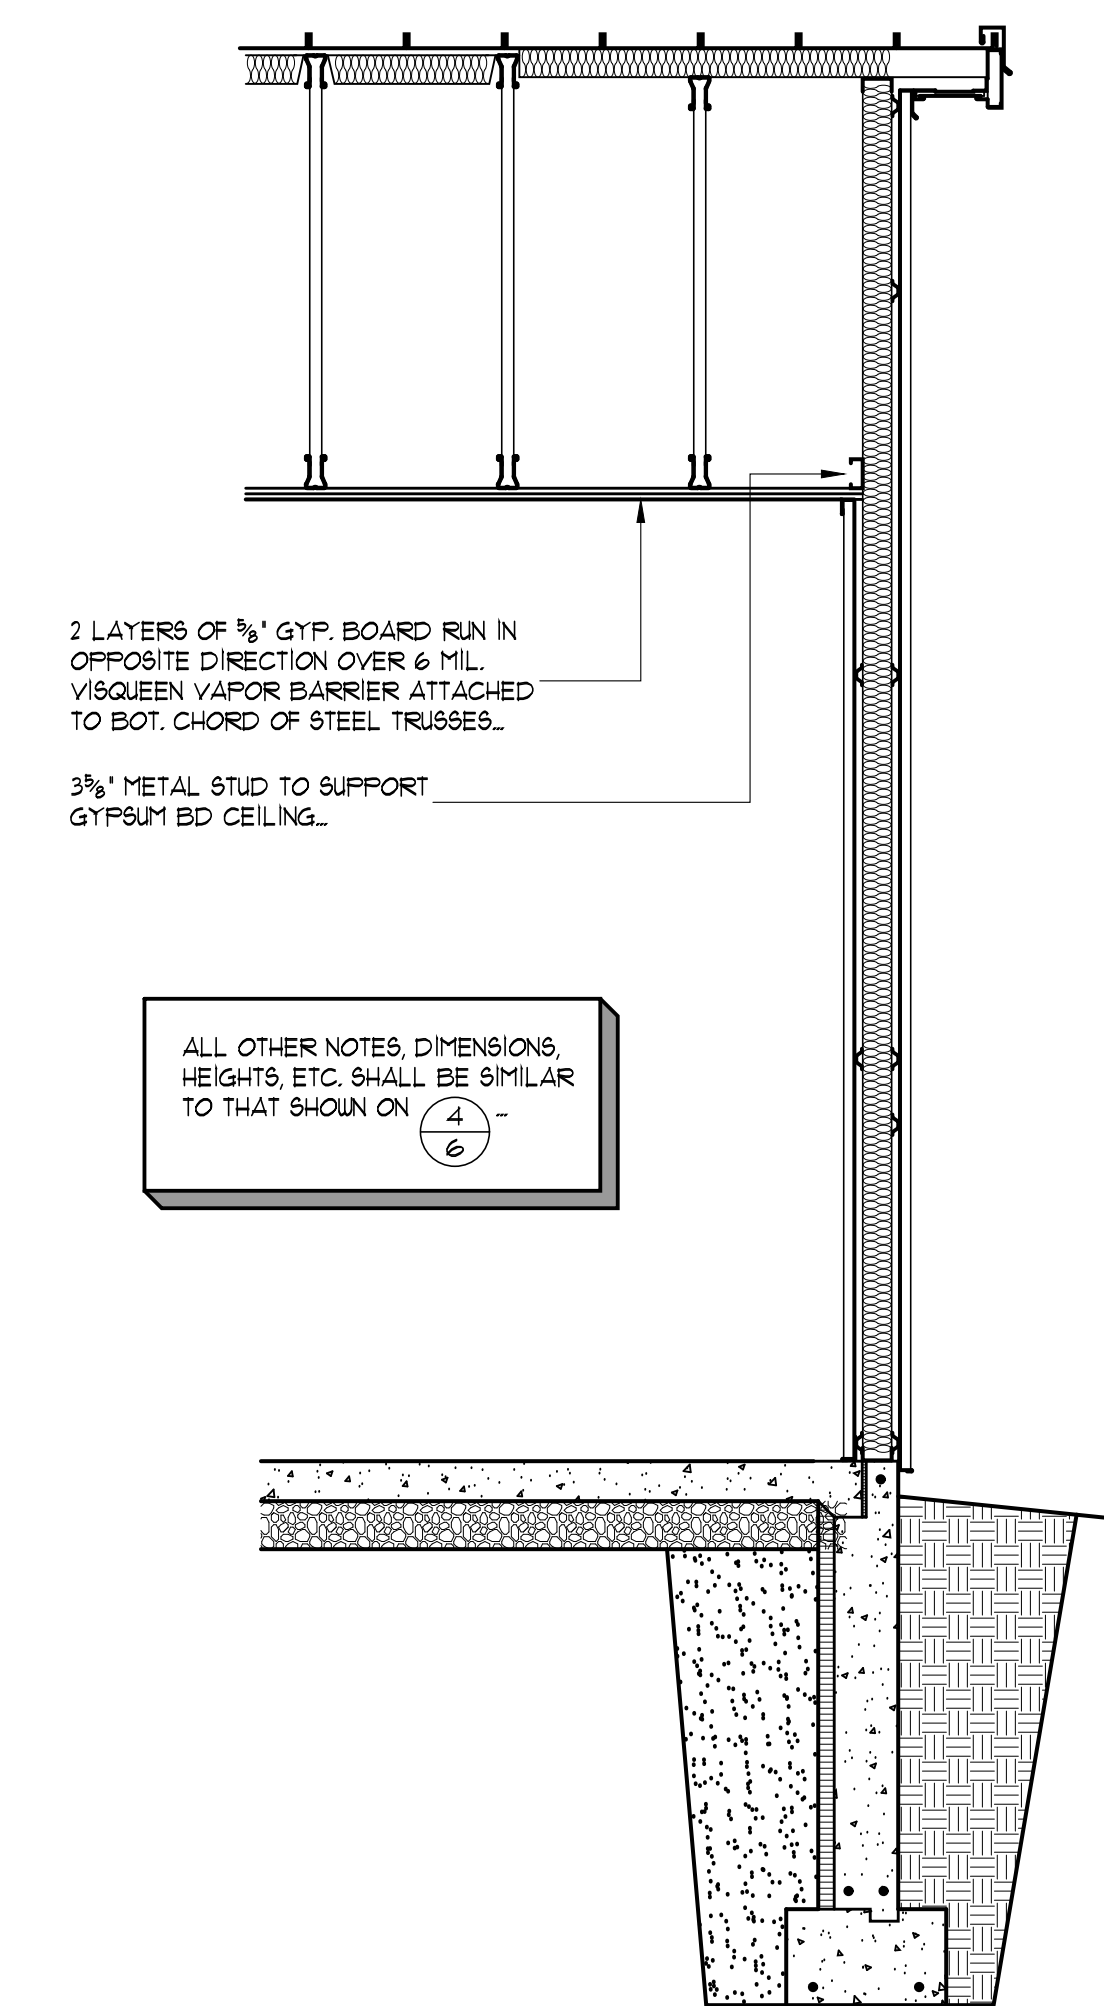 2 LAYERS OF 5/8" GYP. BOARD RUN IN
OPPOSITE DIRECTION OVER 6 MIL.
VISQUEEN VAPOR BARRIER ATTACHED
TO BOT. CHORD OF STEEL TRUSSES...
3 5/8" METAL STUD TO SUPPORT
GYPSUM BD CEILING...
ALL OTHER NOTES, DIMENSIONS,
HEIGHTS, ETC. SHALL BE SIMILAR
TO THAT SHOWN ON 4 ...
6